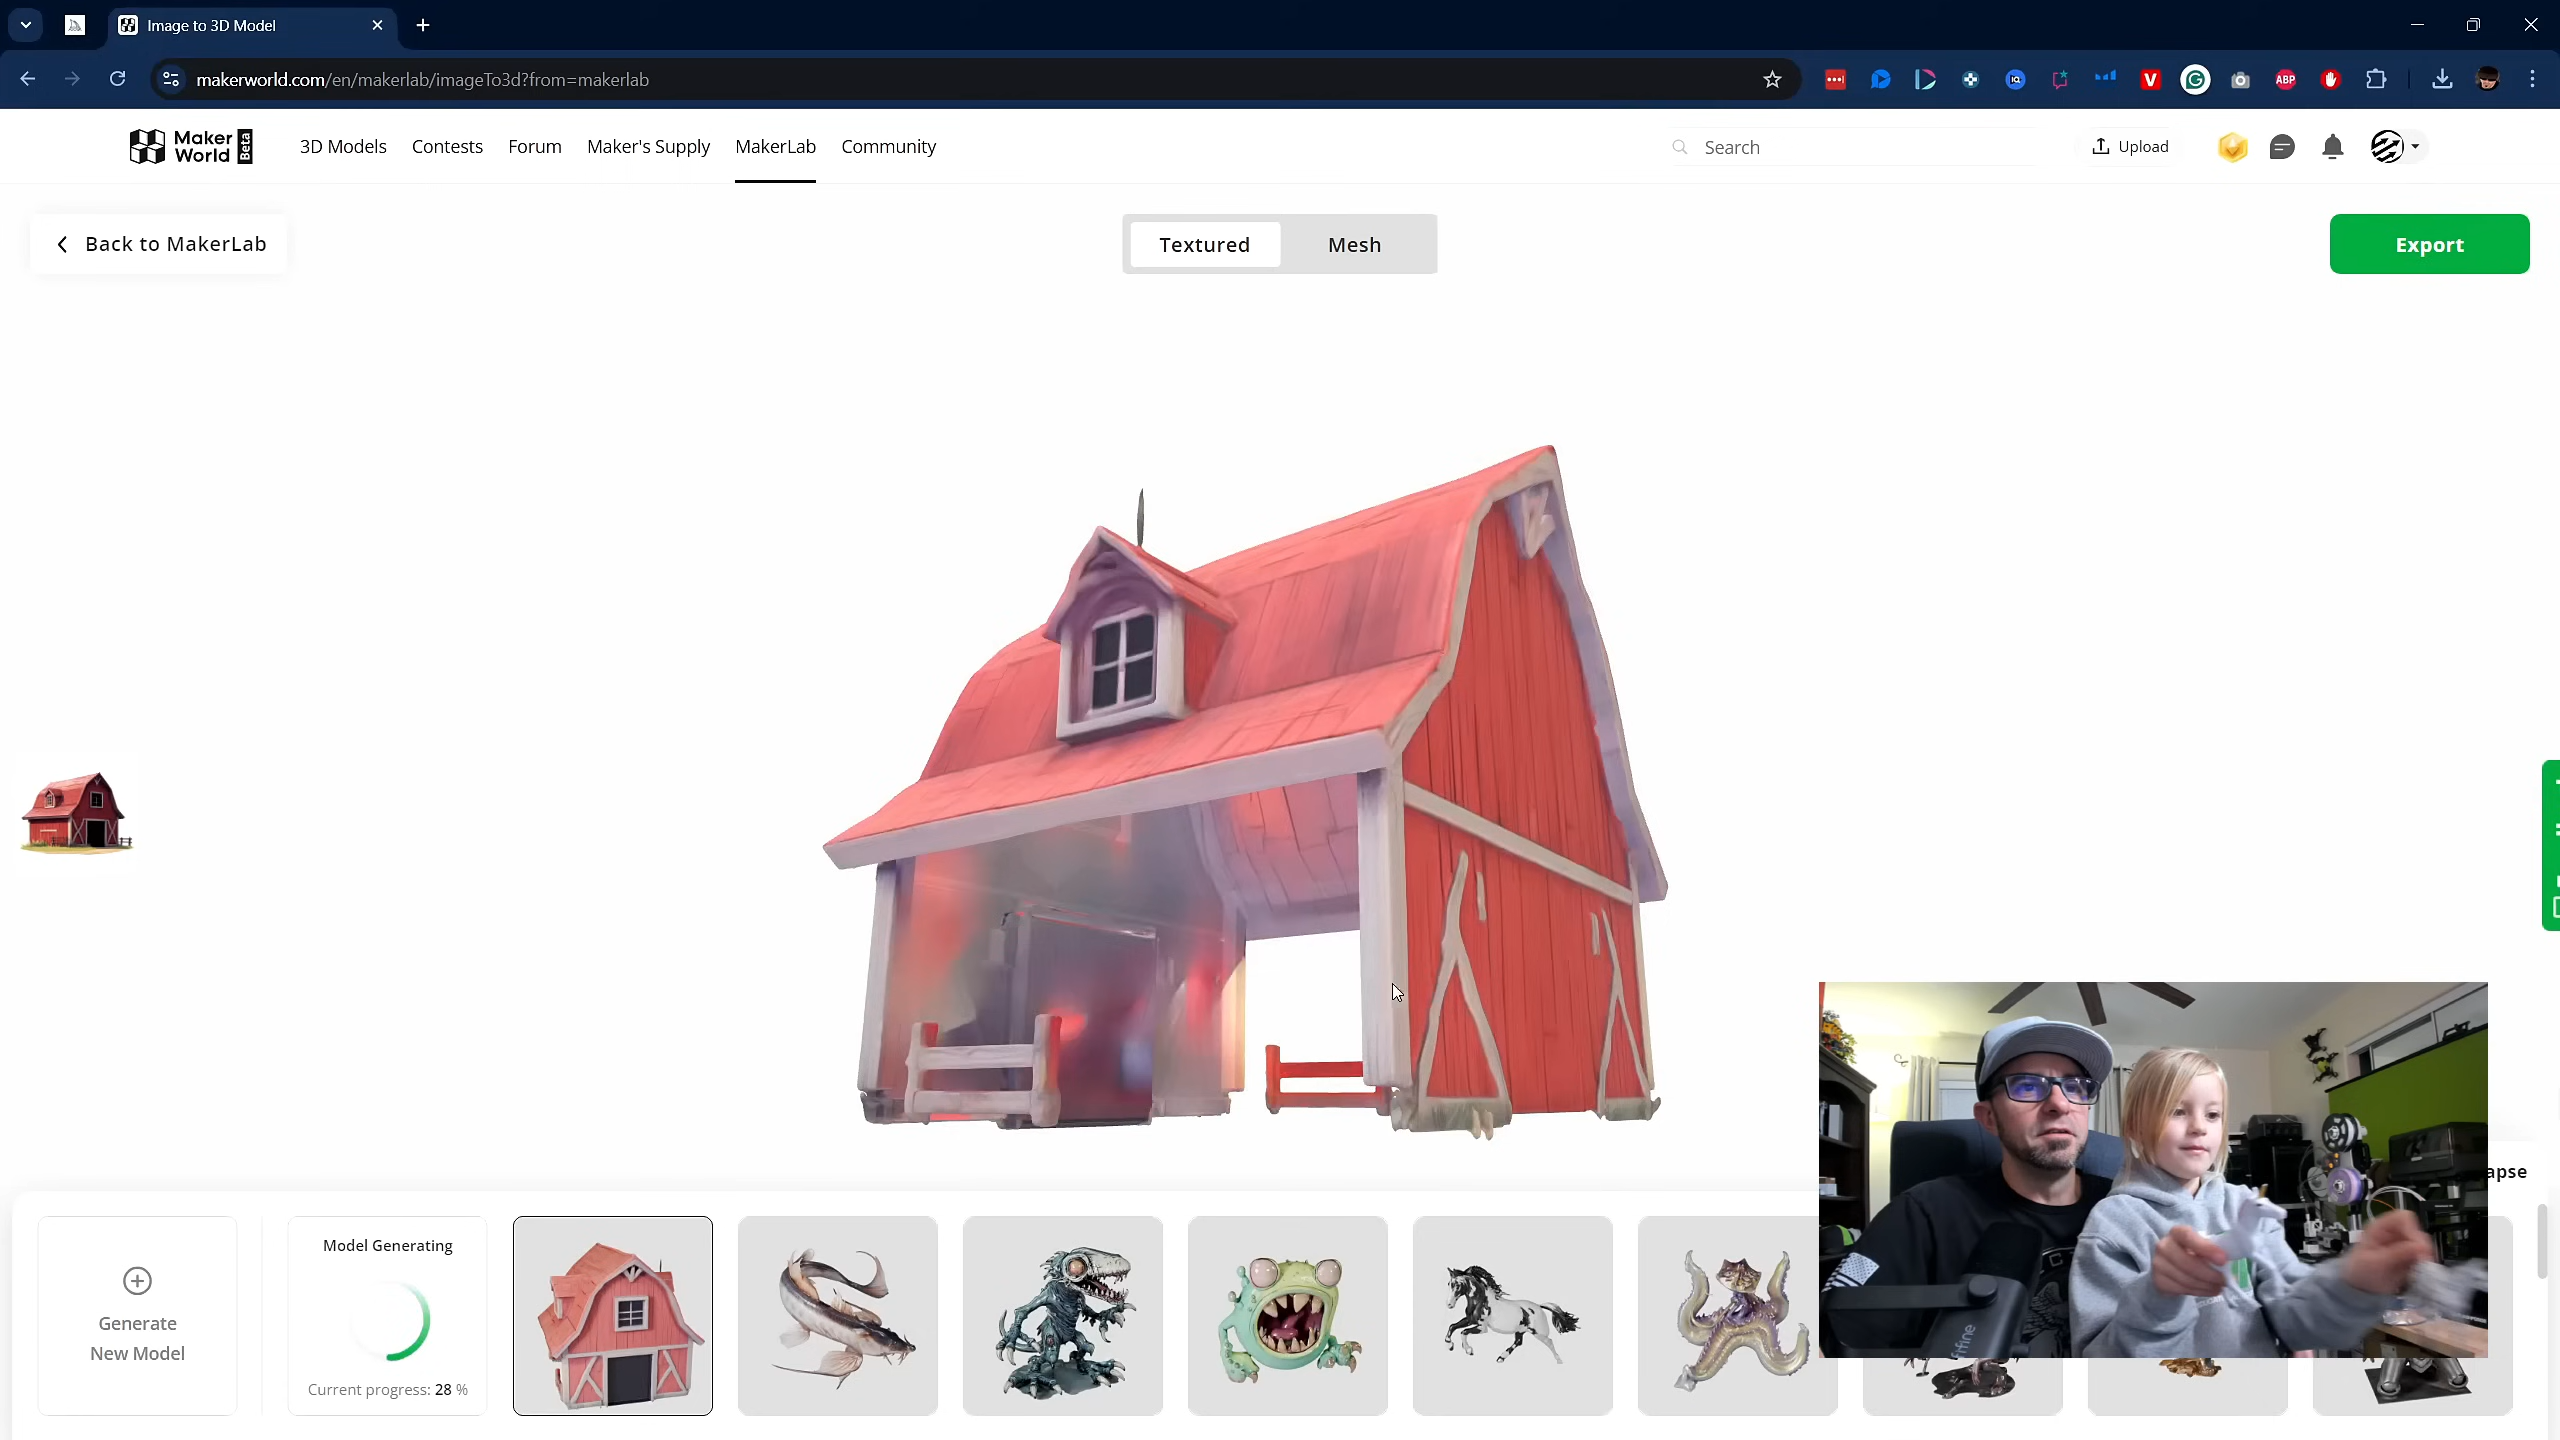 Image to 3D Model
makerworld.com/en/makerlab/imageTo3d?from=makerlab
ABP
Maker World Beta
3D Models
Contests
Forum
Maker's Supply
MakerLab
Community
Search
Upload
Back to MakerLab
Textured
Mesh
Export
apse
Generate
New Model
Model Generating
Current progress: 28 %
fifine